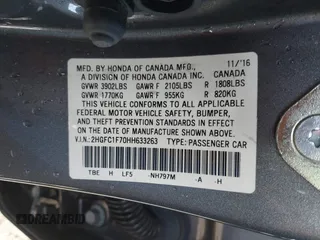 MFD. BY-HONDA OF CANADA MFG., 11/'16
A DIVISION OF HONDA CANADA INC. CANADA
GVWR 3902LBS GAWR F 2105LBS R 1808LBS
GVWR 1770KG GAWR F 955KG R 820KG
THIS VEHICLE CONFORMS TO ALL APPLICABLE
FEDERAL MOTOR VEHICLE SAFETY, BUMPER,
AND THEFT PREVENTION STANDARDS IN EFFECT
ON THE DATE OF MANUFACTURE SHOWN ABOVE.
V.I.N.: 2HGFC1F70HH633263 TYPE: PASSENGER CAR
TBE H LF5 -NH797M -A -H